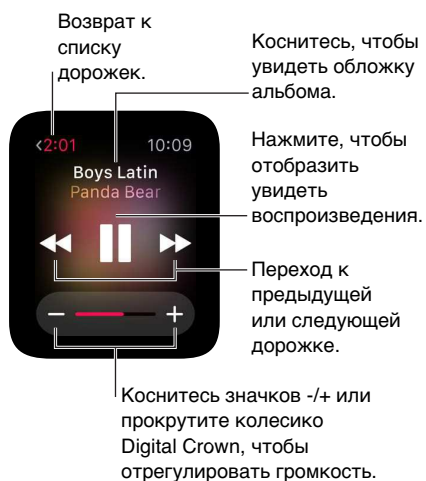 Возврат к
списку
дорожек.
Коснитесь, чтобы
увидеть обложку
альбома.
<2:01 10:09
Boys Latin
Panda Bear
Нажмите, чтобы
отобразить
увидеть
воспроизведения.
Переход к
предыдущей
или следующей
дорожке.
Коснитесь значков -/+ или
прокрутите колесико
Digital Crown, чтобы
отрегулировать громкость.